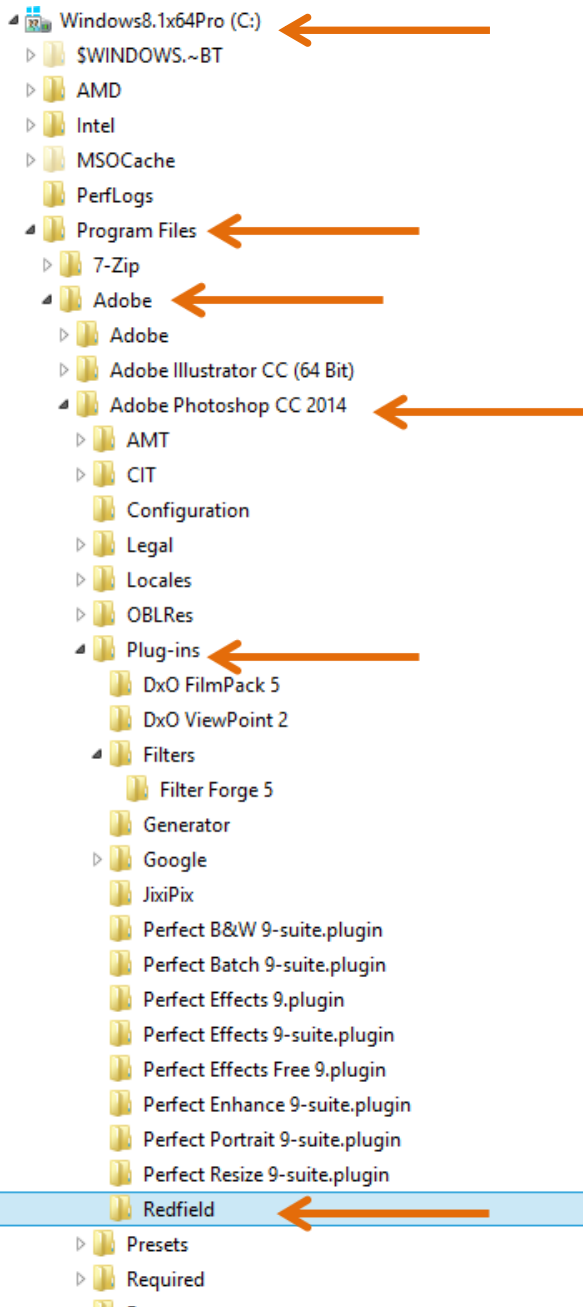 Windows8.1x64Pro (C:)
$WINDOWS.~BT
AMD
Intel
MSOCache
PerfLogs
Program Files
7-Zip
Adobe
Adobe
Adobe Illustrator CC (64 Bit)
Adobe Photoshop CC 2014
AMT
CIT
Configuration
Legal
Locales
OBLRes
Plug-ins
DxO FilmPack 5
DxO ViewPoint 2
Filters
Filter Forge 5
Generator
Google
JixiPix
Perfect B&W 9-suite.plugin
Perfect Batch 9-suite.plugin
Perfect Effects 9.plugin
Perfect Effects 9-suite.plugin
Perfect Effects Free 9.plugin
Perfect Enhance 9-suite.plugin
Perfect Portrait 9-suite.plugin
Perfect Resize 9-suite.plugin
Redfield
Presets
Required